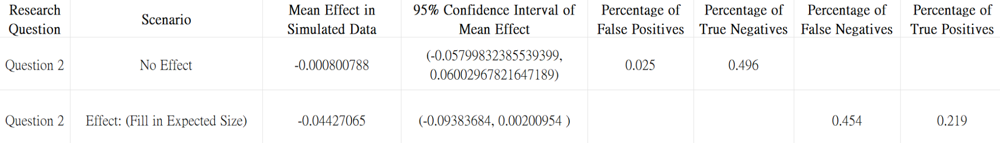 Research Question Scenario Mean Effect in Simulated Data 95% Confidence Interval of Mean Effect Percentage of False Positives Percentage of True Negatives Percentage of False Negatives Percentage of True Positives
Question 2 No Effect -0.000800788 (-0.05799832385539399, 0.06002967821647189) 0.025 0.496
Question 2 Effect: (Fill in Expected Size) -0.04427065 (-0.09383684, 0.00200954 ) 0.454 0.219